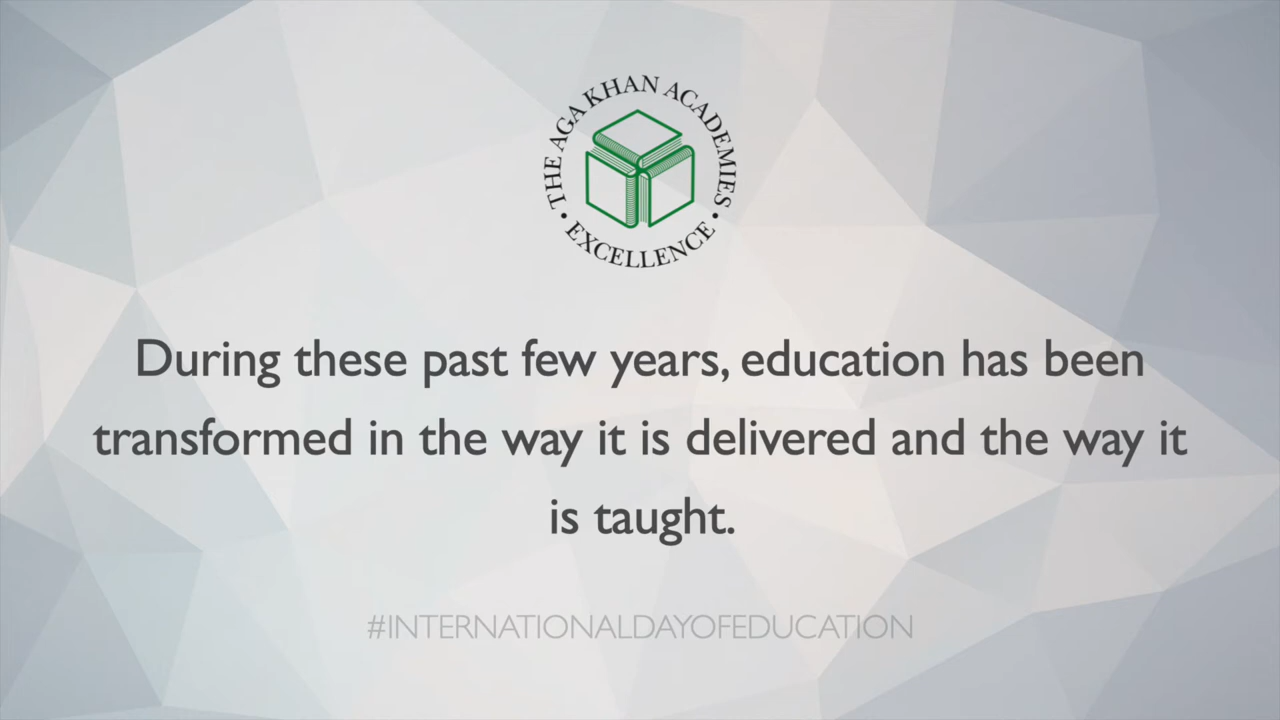 THE AGA KHAN ACADEMIES
• EXCELLENCE •
During these past few years, education has been
transformed in the way it is delivered and the way it
is taught.
#INTERNATIONALDAYOFEDUCATION